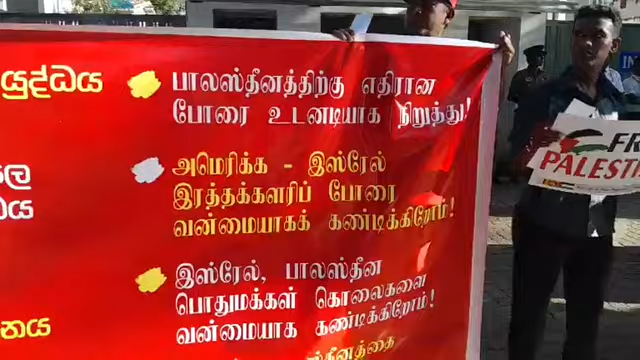 යුද්ධය
பாலஸ்தீனத்திற்கு எதிரான
போரை உடனடியாக நிறுத்து!
அமெரிக்க - இஸ்ரேல்
இரத்தக்களரிப் போரை
வன்மையாகக் கண்டிக்கிறோம்!
இஸ்ரேல், பாலஸ்தீன
பொதுமக்கள் கொலைகளை
வன்மையாக கண்டிக்கிறோம்!
FR
PALESTI
IN